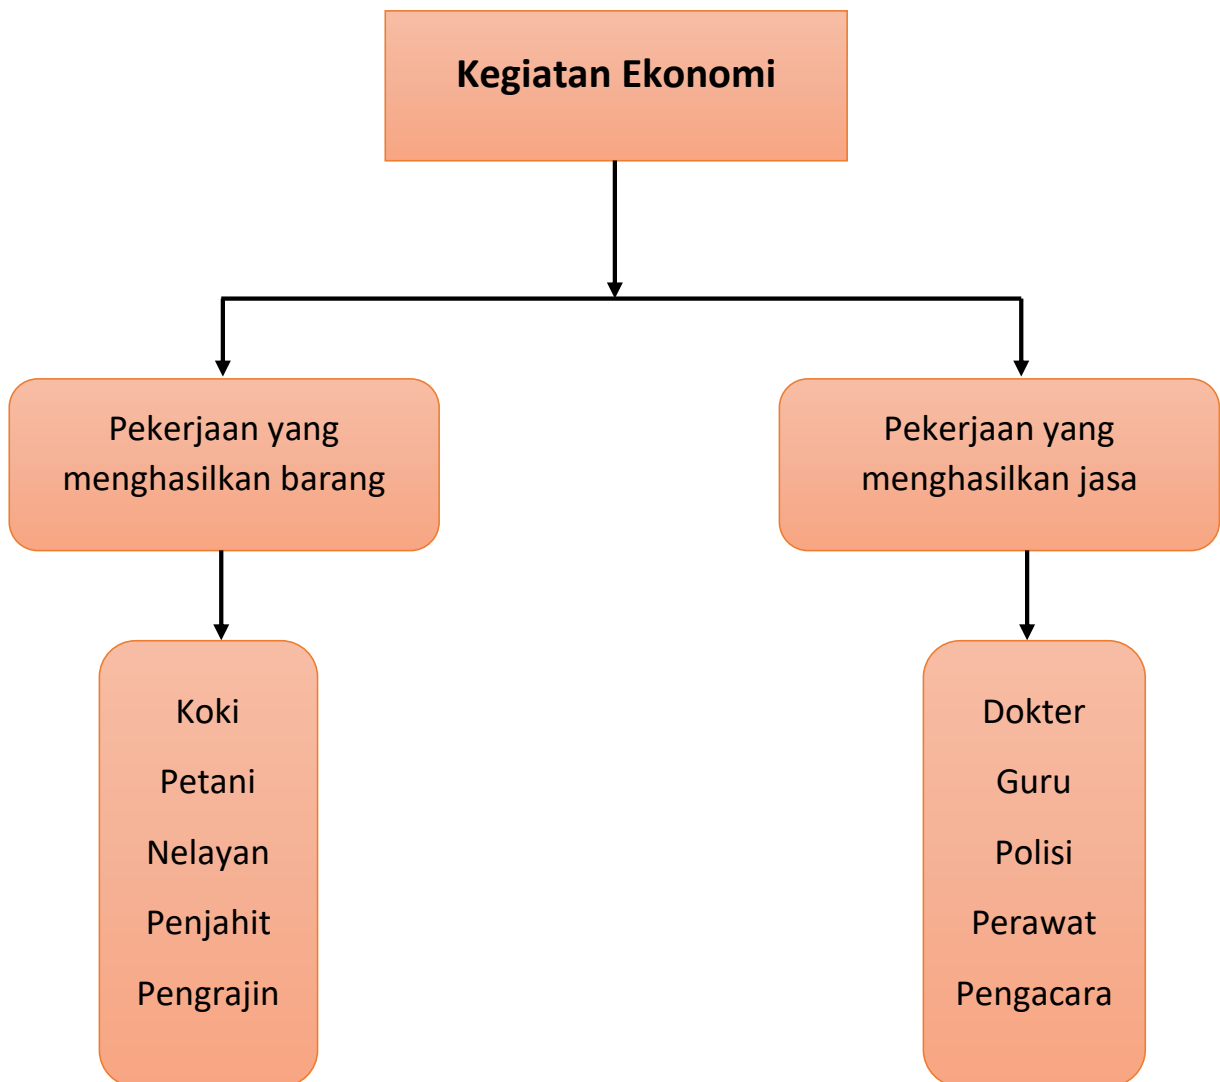 Kegiatan Ekonomi
Pekerjaan yang
menghasilkan barang
Pekerjaan yang
menghasilkan jasa
Koki
Petani
Nelayan
Penjahit
Pengrajin
Dokter
Guru
Polisi
Perawat
Pengacara